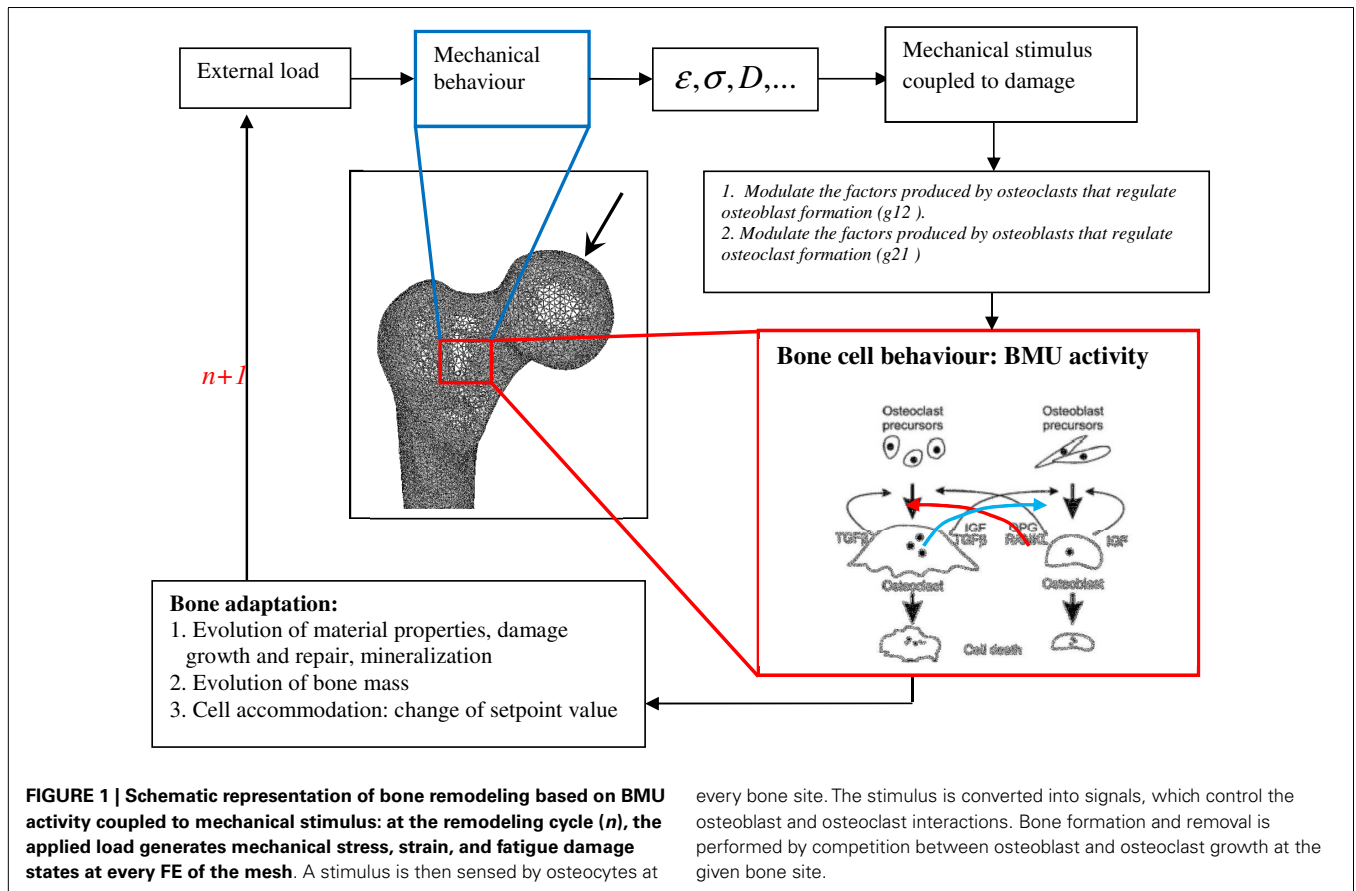 External load
Mechanical
behaviour
ε, σ, D,...
Mechanical stimulus
coupled to damage
1. Modulate the factors produced by osteoclasts that regulate
osteoblast formation (g12 ).
2. Modulate the factors produced by osteoblasts that regulate
osteoclast formation (g21 )
n+1
Bone cell behaviour: BMU activity
Osteoclast
precursors
Osteoblast
precursors
TGFβ
IGF
TGFβ
OPG
RANKL
IGF
Osteoclast
Osteoblast
Cell death
Bone adaptation:
1. Evolution of material properties, damage
growth and repair, mineralization
2. Evolution of bone mass
3. Cell accommodation: change of setpoint value
FIGURE 1 | Schematic representation of bone remodeling based on BMU
activity coupled to mechanical stimulus: at the remodeling cycle (n), the
applied load generates mechanical stress, strain, and fatigue damage
states at every FE of the mesh. A stimulus is then sensed by osteocytes at
every bone site. The stimulus is converted into signals, which control the
osteoblast and osteoclast interactions. Bone formation and removal is
performed by competition between osteoblast and osteoclast growth at the
given bone site.